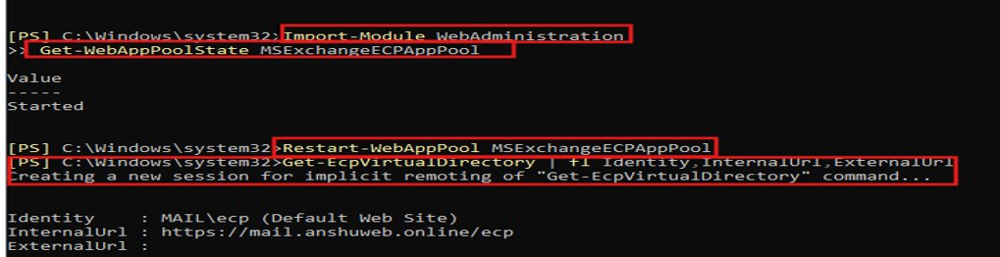 [PS] C:\Windows\system32>Import-Module WebAdministration
>> Get-WebAppPoolState MSExchangeECPAppPool
Value
-----
Started
[PS] C:\Windows\system32>Restart-WebAppPool MSExchangeECPAppPool
[PS] C:\Windows\system32>Get-EcpVirtualDirectory | fl Identity,InternalUrl,ExternalUrl
Creating a new session for implicit remoting of "Get-EcpVirtualDirectory" command...
Identity : MAIL\ecp (Default Web Site)
InternalUrl : https://mail.anshuweb.online/ecp
ExternalUrl :